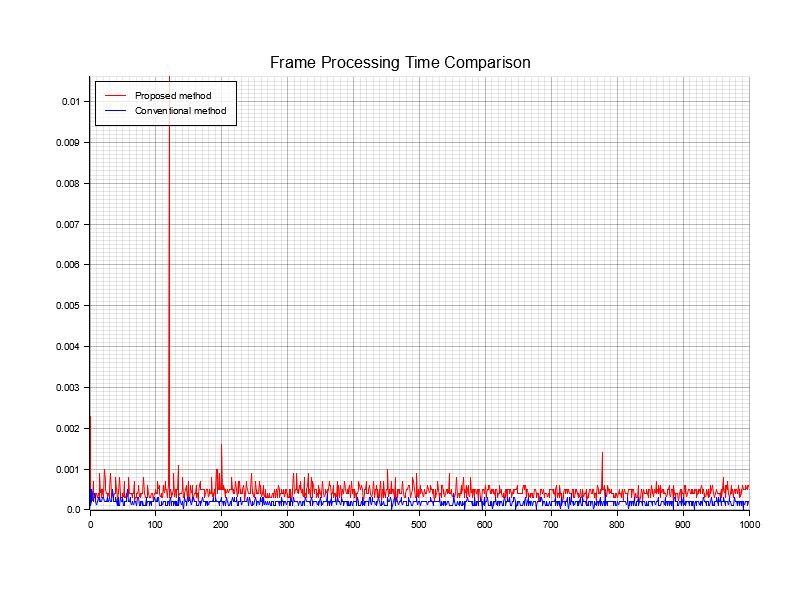 Frame Processing Time Comparison
Proposed method
Conventional method
0.01
0.009
0.008
0.007
0.006
0.005
0.004
0.003
0.002
0.001
0.0
0 100 200 300 400 500 600 700 800 900 1000